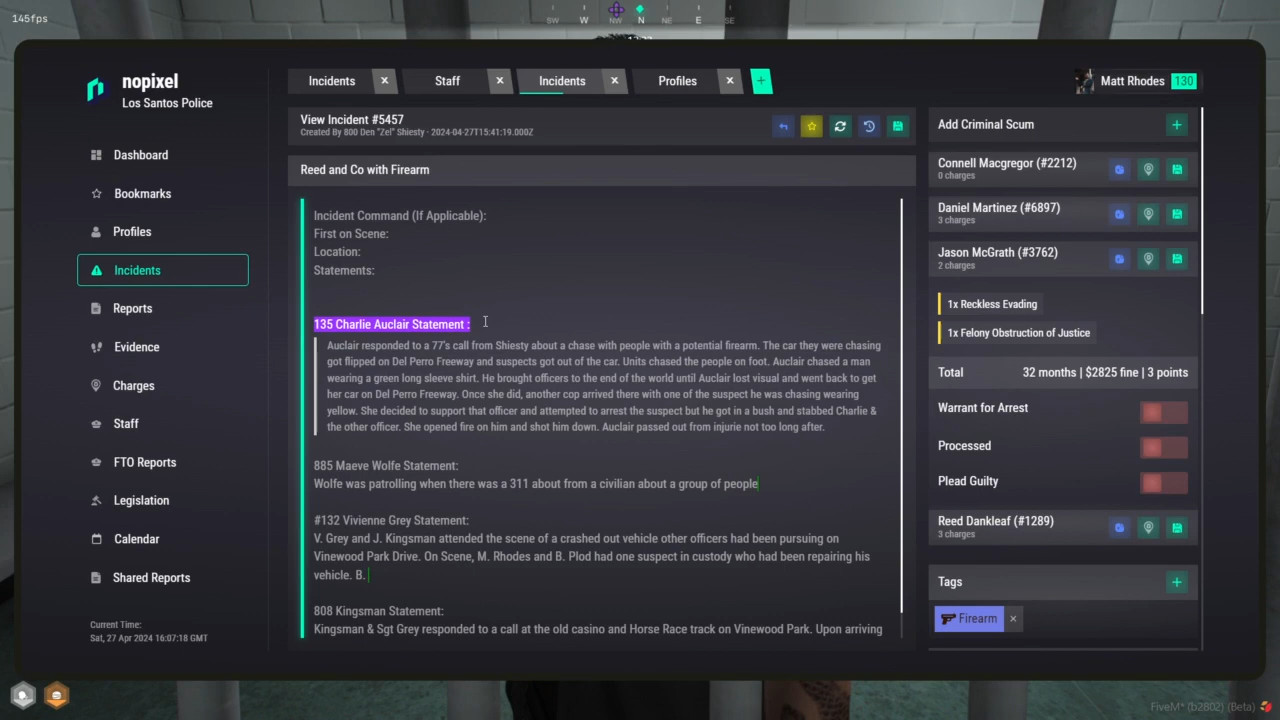 145fps
SW W NW N NE E SE
nopixel
Los Santos Police
Incidents
Staff
Incidents
Profiles
+
Matt Rhodes 130
Dashboard
Bookmarks
Profiles
Incidents
Reports
Evidence
Charges
Staff
FTO Reports
Legislation
Calendar
Shared Reports
Current Time:
Sat, 27 Apr 2024 16:07:18 GMT
View Incident #5457
Created By 800 Den "Zel" Shiesty · 2024-04-27T15:41:19.000Z
Reed and Co with Firearm
Incident Command (If Applicable):
First on Scene:
Location:
Statements:
135 Charlie Auclair Statement :
Auclair responded to a 77's call from Shiesty about a chase with people with a potential firearm. The car they were chasing
got flipped on Del Perro Freeway and suspects got out of the car. Units chased the people on foot. Auclair chased a man
wearing a green long sleeve shirt. He brought officers to the end of the world until Auclair lost visual and went back to get
her car on Del Perro Freeway. Once she did, another cop arrived there with one of the suspect he was chasing wearing
yellow. She decided to support that officer and attempted to arrest the suspect but he got in a bush and stabbed Charlie &
the other officer. She opened fire on him and shot him down. Auclair passed out from injurie not too long after.
885 Maeve Wolfe Statement:
Wolfe was patrolling when there was a 311 about from a civilian about a group of people
#132 Vivienne Grey Statement:
V. Grey and J. Kingsman attended the scene of a crashed out vehicle other officers had been pursuing on
Vinewood Park Drive. On Scene, M. Rhodes and B. Plod had one suspect in custody who had been repairing his
vehicle. B.
808 Kingsman Statement:
Kingsman & Sgt Grey responded to a call at the old casino and Horse Race track on Vinewood Park. Upon arriving
Add Criminal Scum
Connell Macgregor (#2212)
0 charges
Daniel Martinez (#6897)
3 charges
Jason McGrath (#3762)
2 charges
1x Reckless Evading
1x Felony Obstruction of Justice
Total 32 months | $2825 fine | 3 points
Warrant for Arrest
Processed
Plead Guilty
Reed Dankleaf (#1289)
3 charges
Tags
Firearm
FiveM* (b2802) (Beta)